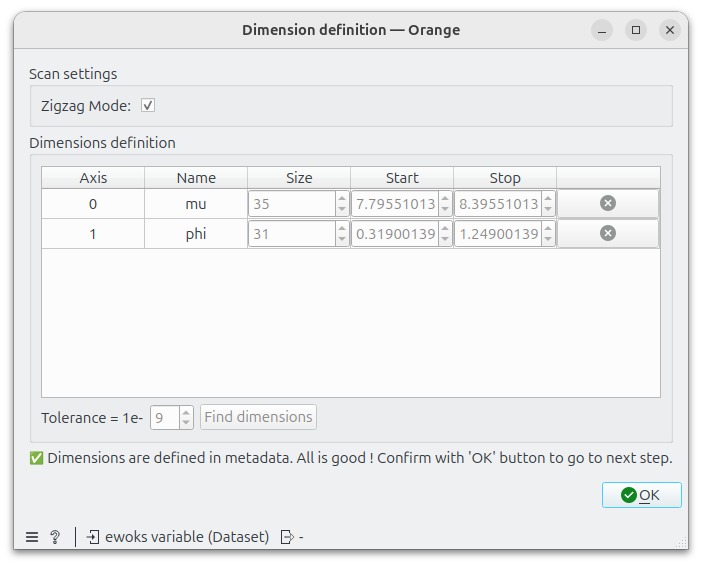 Dimension definition — Orange
Scan settings
Zigzag Mode:
Dimensions definition
Axis Name Size Start Stop
0 mu 35 7.79551013 8.39551013
1 phi 31 0.31900139 1.24900139
Tolerance = 1e- 9 Find dimensions
✅ Dimensions are defined in metadata. All is good ! Confirm with 'OK' button to go to next step.
OK
? ewoks variable (Dataset) -